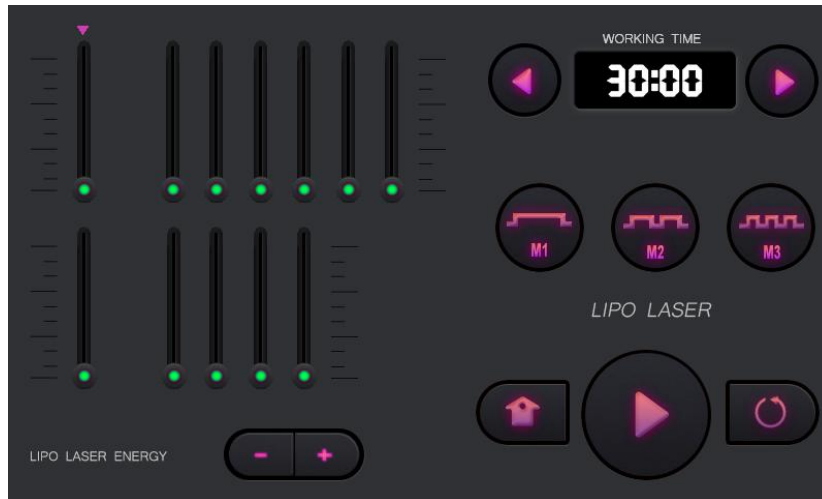 WORKING TIME
30:00
M1
M2
M3
LIPO LASER
LIPO LASER ENERGY
- +